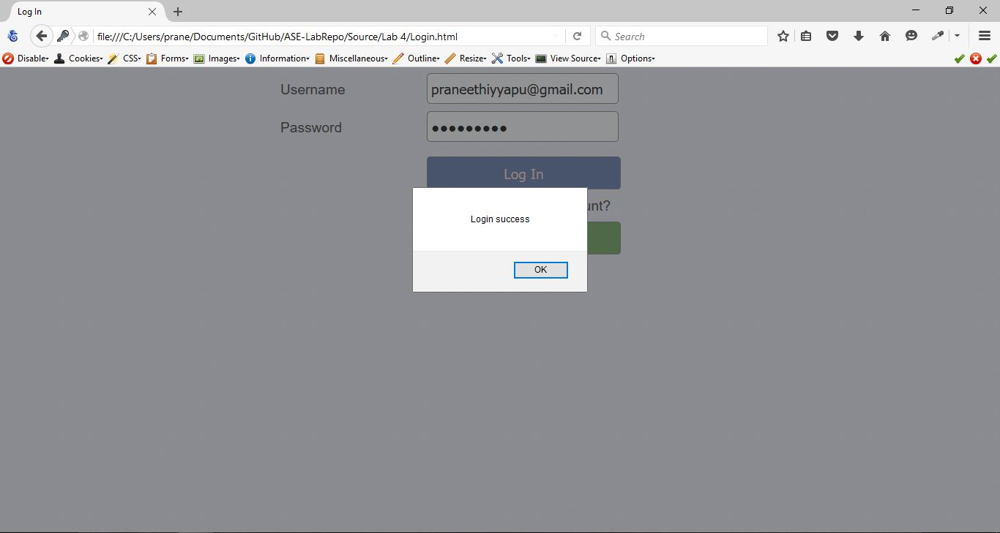 Log In
file:///C:/Users/prane/Documents/GitHub/ASE-LabRepo/Source/Lab 4/Login.html
Search
Disable Cookies CSS Forms Images Information Miscellaneous Outline Resize Tools View Source Options
Username praneethiyyapu@gmail.com
Password ●●●●●●●●●
Log In
unt?
Login success
OK